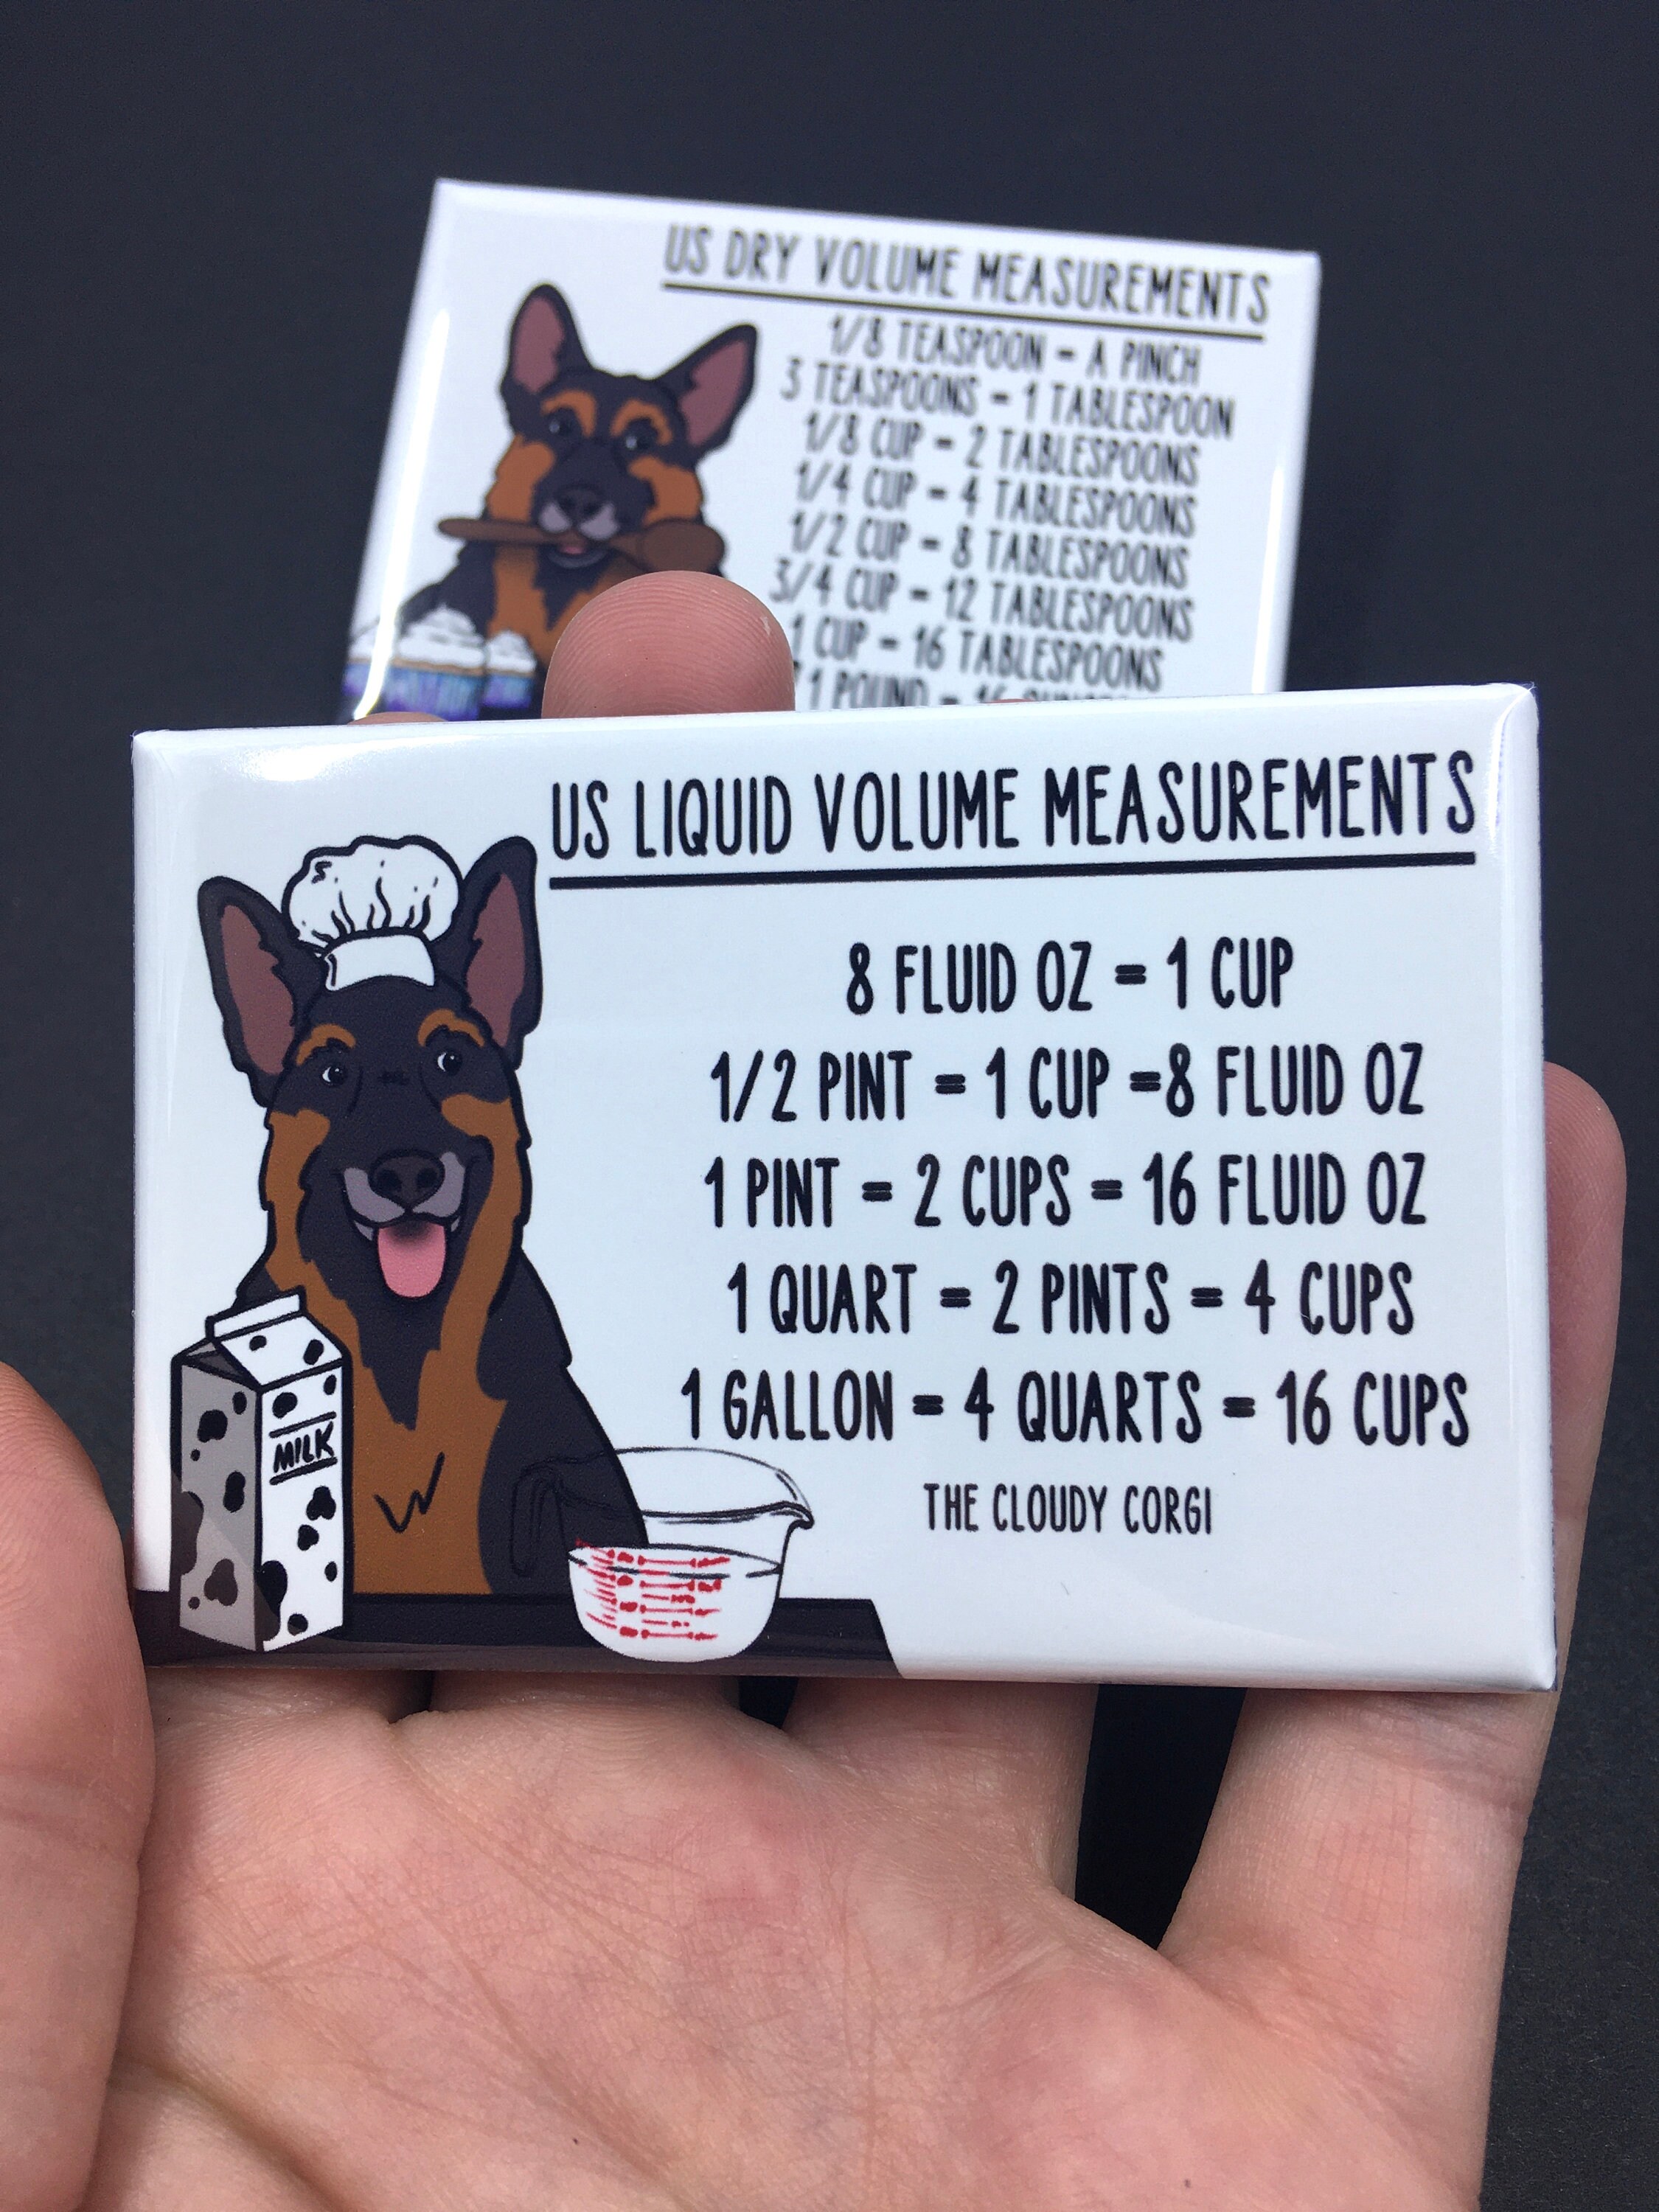 US DRY VOLUME MEASUREMENTS
1/8 TEASPOON = A PINCH
3 TEASPOONS = 1 TABLESPOON
1/8 CUP = 2 TABLESPOONS
1/4 CUP = 4 TABLESPOONS
1/2 CUP = 8 TABLESPOONS
3/4 CUP = 12 TABLESPOONS
1 CUP = 16 TABLESPOONS
1 POUND = 16
US LIQUID VOLUME MEASUREMENTS
8 FLUID OZ = 1 CUP
1/2 PINT = 1 CUP =8 FLUID OZ
1 PINT = 2 CUPS = 16 FLUID OZ
1 QUART = 2 PINTS = 4 CUPS
1 GALLON = 4 QUARTS = 16 CUPS
THE CLOUDY CORGI
MILK